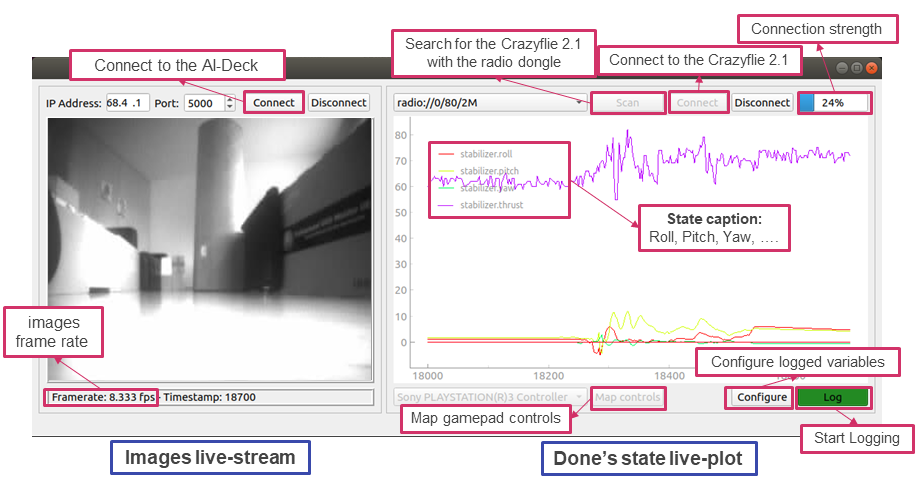 Connection strength
Search for the Crazyflie 2.1
with the radio dongle
Connect to the AI-Deck
Connect to the Crazyflie 2.1
IP Address: 68.4 .1 Port: 5000 Connect Disconnect
radio://0/80/2M Scan Connect Disconnect 24%
80
70
60
50
40
30
20
10
0
stabilizer.roll
stabilizer.pitch
stabilizer.yaw
stabilizer.thrust
State caption:
Roll, Pitch, Yaw, ….
images
frame rate
Configure logged variables
18000 18200 18400
Framerate: 8.333 fps - Timestamp: 18700
Sony PLAYSTATION(R)3 Controller Map controls Configure Log
Map gamepad controls
Start Logging
Images live-stream
Done's state live-plot